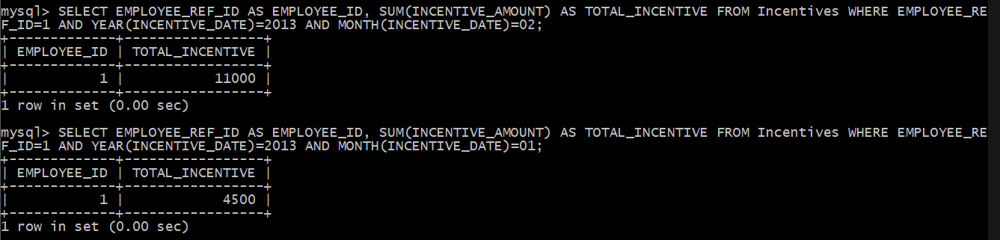 mysql> SELECT EMPLOYEE_REF_ID AS EMPLOYEE_ID, SUM(INCENTIVE_AMOUNT) AS TOTAL_INCENTIVE FROM Incentives WHERE EMPLOYEE_RE
F_ID=1 AND YEAR(INCENTIVE_DATE)=2013 AND MONTH(INCENTIVE_DATE)=02;
+-------------+-----------------+
| EMPLOYEE_ID | TOTAL_INCENTIVE |
+-------------+-----------------+
|           1 |           11000 |
+-------------+-----------------+
1 row in set (0.00 sec)

mysql> SELECT EMPLOYEE_REF_ID AS EMPLOYEE_ID, SUM(INCENTIVE_AMOUNT) AS TOTAL_INCENTIVE FROM Incentives WHERE EMPLOYEE_RE
F_ID=1 AND YEAR(INCENTIVE_DATE)=2013 AND MONTH(INCENTIVE_DATE)=01;
+-------------+-----------------+
| EMPLOYEE_ID | TOTAL_INCENTIVE |
+-------------+-----------------+
|           1 |            4500 |
+-------------+-----------------+
1 row in set (0.00 sec)